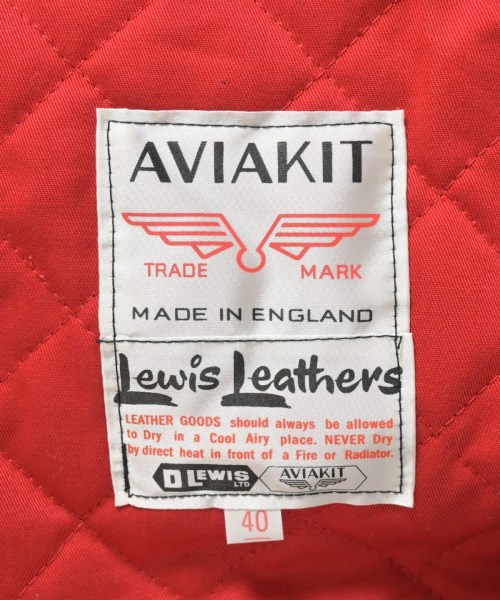 AVIAKIT
TRADE MARK
MADE IN ENGLAND
Lewis Leathers
LEATHER GOODS should always be allowed
to Dry in a Cool Airy place. NEVER Dry
by direct heat in front of a Fire or Radiator.
D LEWIS LTD AVIAKIT
40